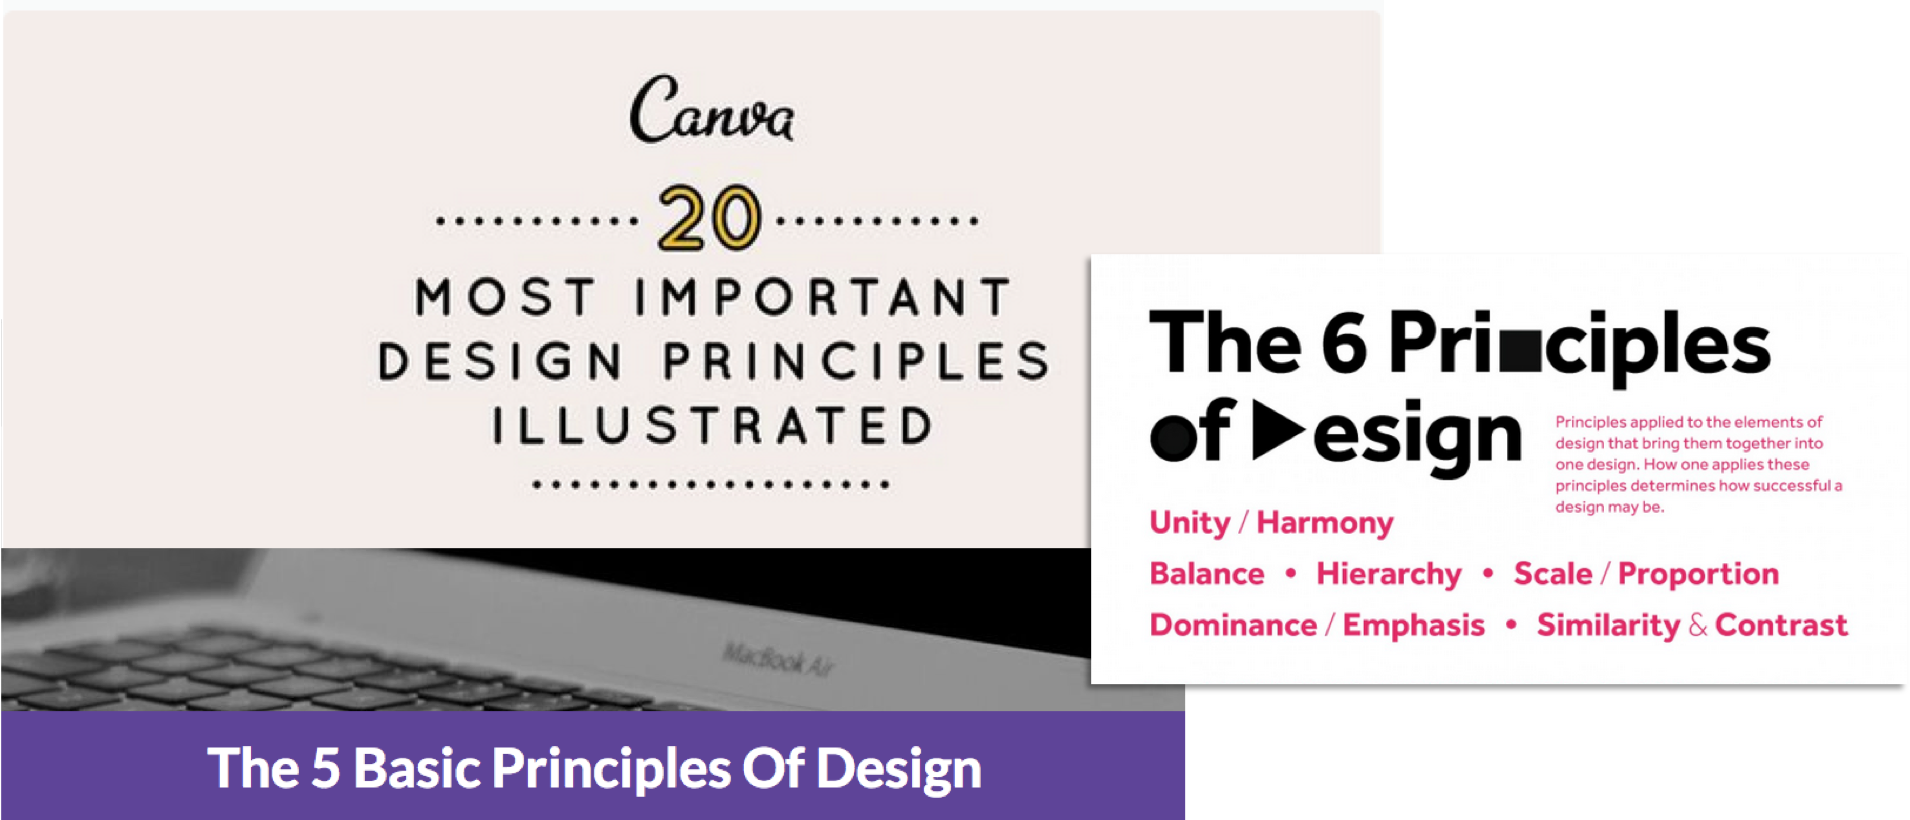 Canva
20
MOST IMPORTANT
DESIGN PRINCIPLES
ILLUSTRATED
The 6 Pri■ciples
of ▶esign
Principles applied to the elements of
design that bring them together into
one design. How one applies these
principles determines how successful a
design may be.
Unity / Harmony
Balance • Hierarchy • Scale / Proportion
Dominance / Emphasis • Similarity & Contrast
MacBook Air
The 5 Basic Principles Of Design